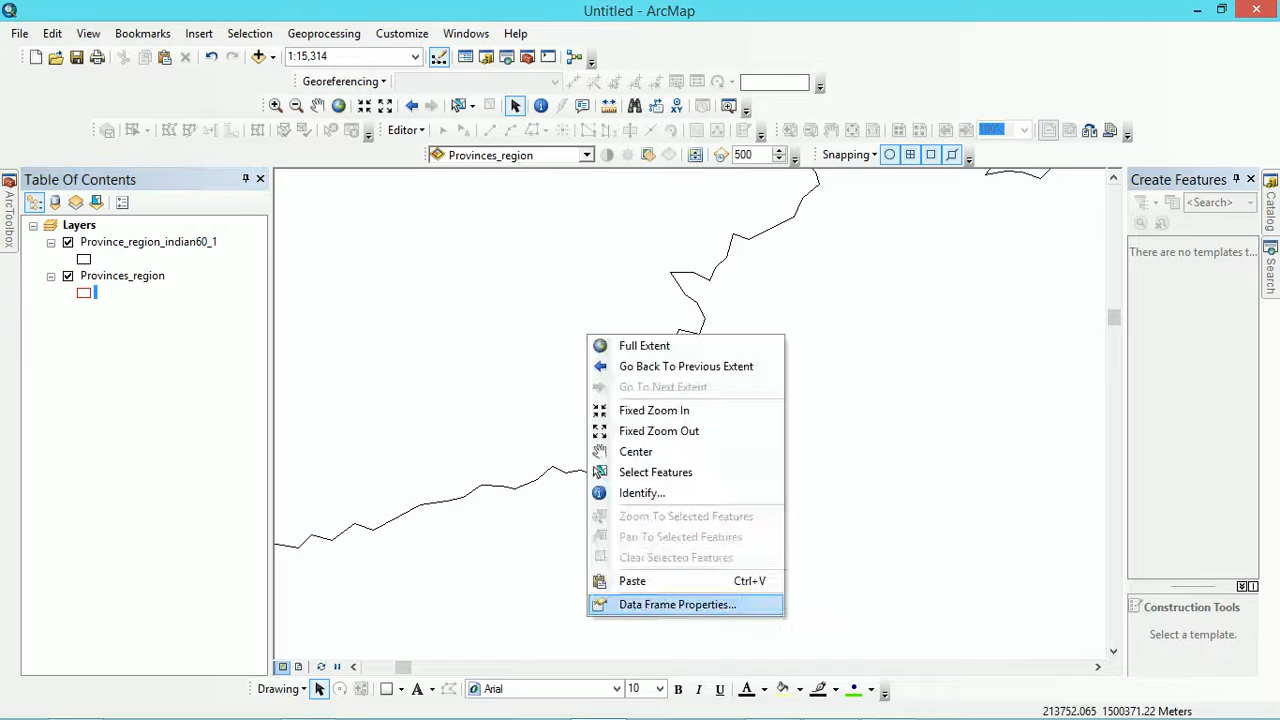 Untitled - ArcMap
File Edit View Bookmarks Insert Selection Geoprocessing Customize Windows Help
1:15,314
Georeferencing
Editor 100%
Provinces_region 500 Snapping
Table Of Contents
Layers
Province_region_indian60_1
Provinces_region
ArcToolbox
Full Extent
Go Back To Previous Extent
Go To Next Extent
Fixed Zoom In
Fixed Zoom Out
Center
Select Features
Identify...
Zoom To Selected Features
Pan To Selected Features
Clear Selected Features
Paste Ctrl+V
Data Frame Properties...
Create Features
<Search>
There are no templates t...
Construction Tools
Select a template.
Catalog
Search
Drawing Arial 10 B I U A
213752.065 1500371.22 Meters